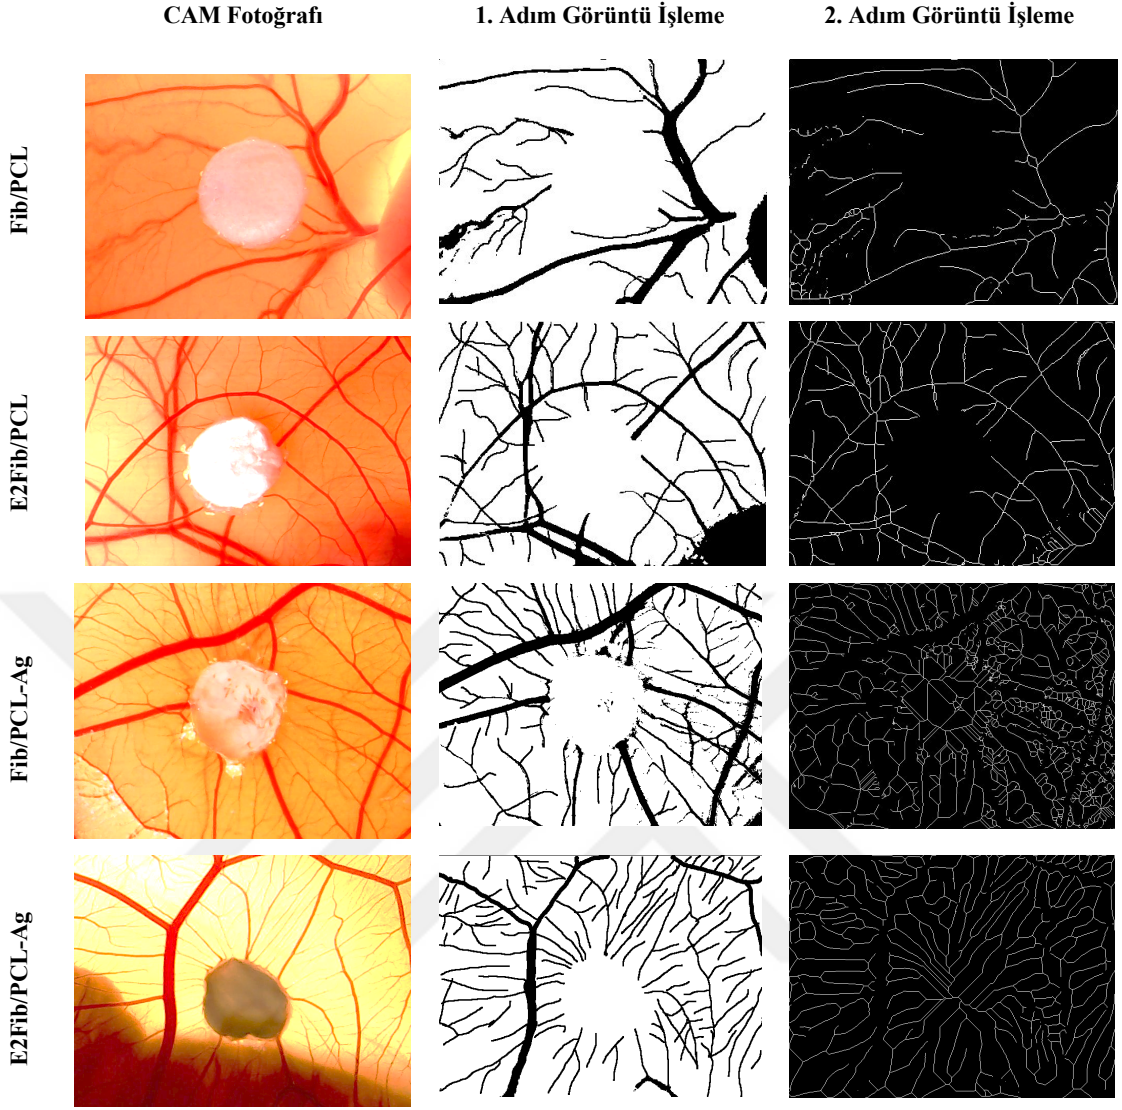 CAM Fotoğrafı 1. Adım Görüntü İşleme 2. Adım Görüntü İşleme
Fib/PCL
E2Fib/PCL
Fib/PCL-Ag
E2Fib/PCL-Ag